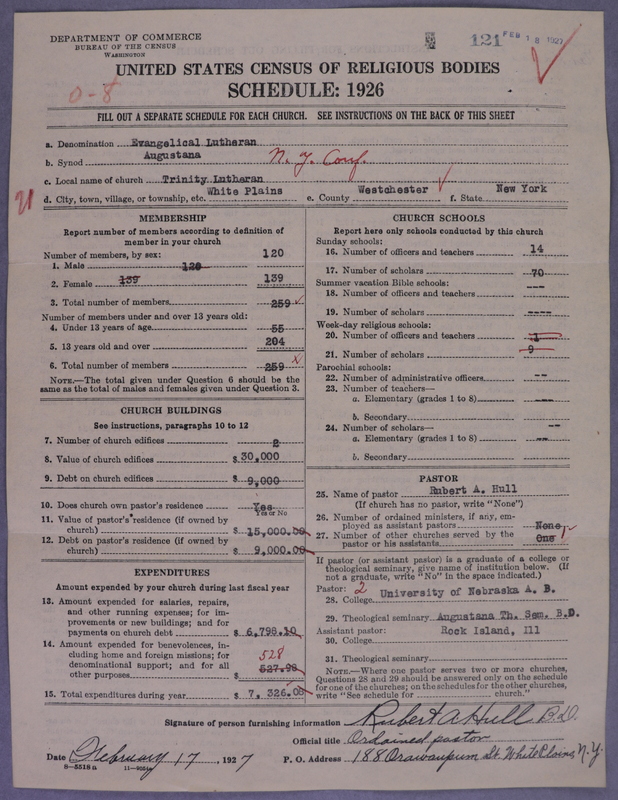 DEPARTMENT OF COMMERCE
BUREAU OF THE CENSUS
WASHINGTON
121 FEB 18 1927
UNITED STATES CENSUS OF RELIGIOUS BODIES
SCHEDULE: 1926
0-8
FILL OUT A SEPARATE SCHEDULE FOR EACH CHURCH. SEE INSTRUCTIONS ON THE BACK OF THIS SHEET
a. Denomination Evangelical Lutheran
b. Synod Augustana N. Y. Conf.
c. Local name of church Trinity Lutheran
21 d. City, town, village, or township, etc. White Plains e. County Westchester f. State New York
MEMBERSHIP
Report number of members according to definition of
member in your church
Number of members, by sex: 120
1. Male 120
2. Female 139 139
3. Total number of members 259
Number of members under and over 13 years old:
4. Under 13 years of age 55
5. 13 years old and over 204
6. Total number of members 259
NOTE.—The total given under Question 6 should be the
same as the total of males and females given under Question 3.
CHURCH BUILDINGS
See instructions, paragraphs 10 to 12
7. Number of church edifices 2
8. Value of church edifices $30,000
9. Debt on church edifices $ 9,000
10. Does church own pastor's residence Yes
Yes or No
11. Value of pastor's residence (if owned by
church) $ 15,000.00
12. Debt on pastor's residence (if owned by
church) $ 9,000.00
EXPENDITURES
Amount expended by your church during last fiscal year
13. Amount expended for salaries, repairs,
and other running expenses; for im-
provements or new buildings; and for
payments on church debt $ 6,798.10
14. Amount expended for benevolences, in-
cluding home and foreign missions; for
denominational support; and for all 528
other purposes 527.98
15. Total expenditures during year $ 7, 326.08
CHURCH SCHOOLS
Report here only schools conducted by this church
Sunday schools:
16. Number of officers and teachers 14
17. Number of scholars 70
Summer vacation Bible schools:
18. Number of officers and teachers ---
19. Number of scholars ----
Week-day religious schools:
20. Number of officers and teachers 1
21. Number of scholars 9
Parochial schools:
22. Number of administrative officers --
23. Number of teachers—
a. Elementary (grades 1 to 8) ---
b. Secondary
24. Number of scholars— --
a. Elementary (grades 1 to 8) --
b. Secondary
PASTOR
25. Name of pastor Rubert A. Hull
(If church has no pastor, write "None")
26. Number of ordained ministers, if any, em-
ployed as assistant pastors None
27. Number of other churches served by the
pastor or his assistants One
If pastor (or assistant pastor) is a graduate of a college or
theological seminary, give name of institution below. (If
not a graduate, write "No" in the space indicated.)
Pastor: 2
28. College University of Nebraska A. B.
29. Theological seminary Augustana Th. Sem. B.D.
Assistant pastor: Rock Island, Ill
30. College
31. Theological seminary
NOTE.—Where one pastor serves two or more churches,
Questions 28 and 29 should be answered only on the schedule
for one of the churches; on the schedules for the other churches,
write "See schedule for church."
Signature of person furnishing information Rubert A Hull B.D.
Official title Ordained pastor
Date February 17, 1927 P. O. Address 188 Orawaupum St. White Plains, N. Y.
8—5518 a